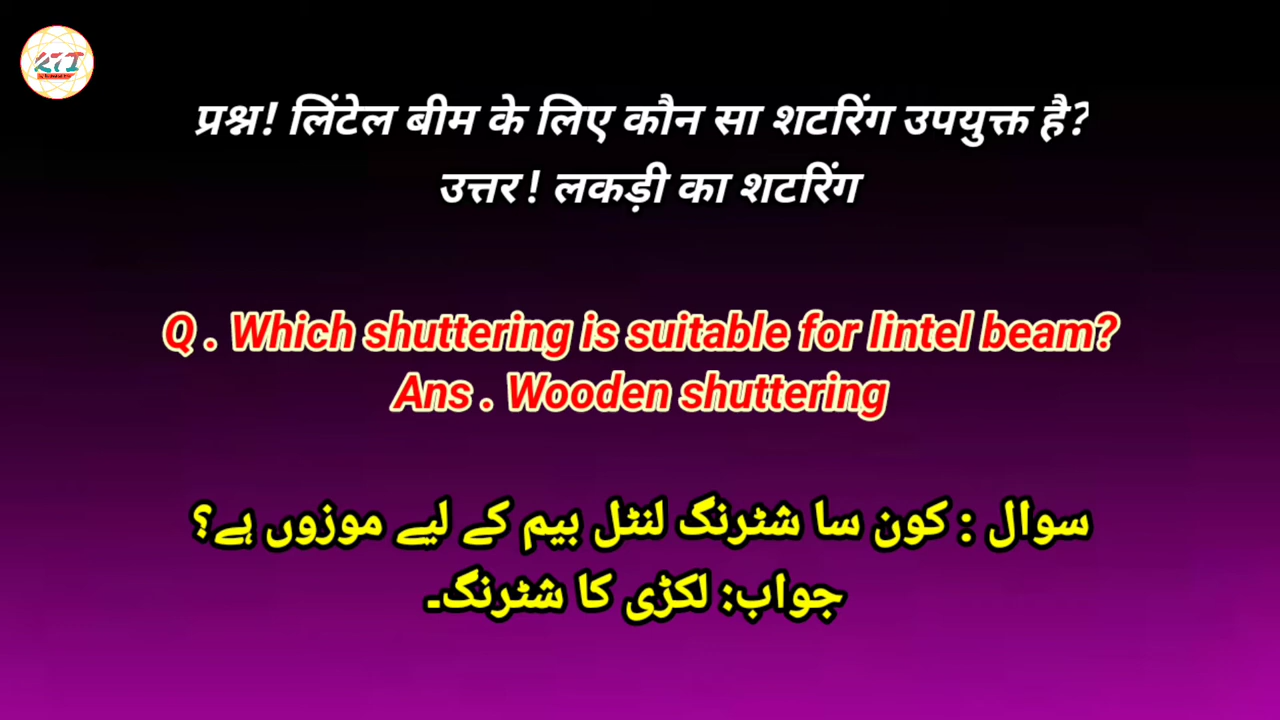 KTI
प्रश्न! लिंटेल बीम के लिए कौन सा शटरिंग उपयुक्त है?
उत्तर! लकड़ी का शटरिंग
Q . Which shuttering is suitable for lintel beam?
Ans . Wooden shuttering
سوال : کون سا شٹرنگ لنٹل بیم کے لیے موزوں ہے؟
جواب: لکڑی کا شٹرنگ۔